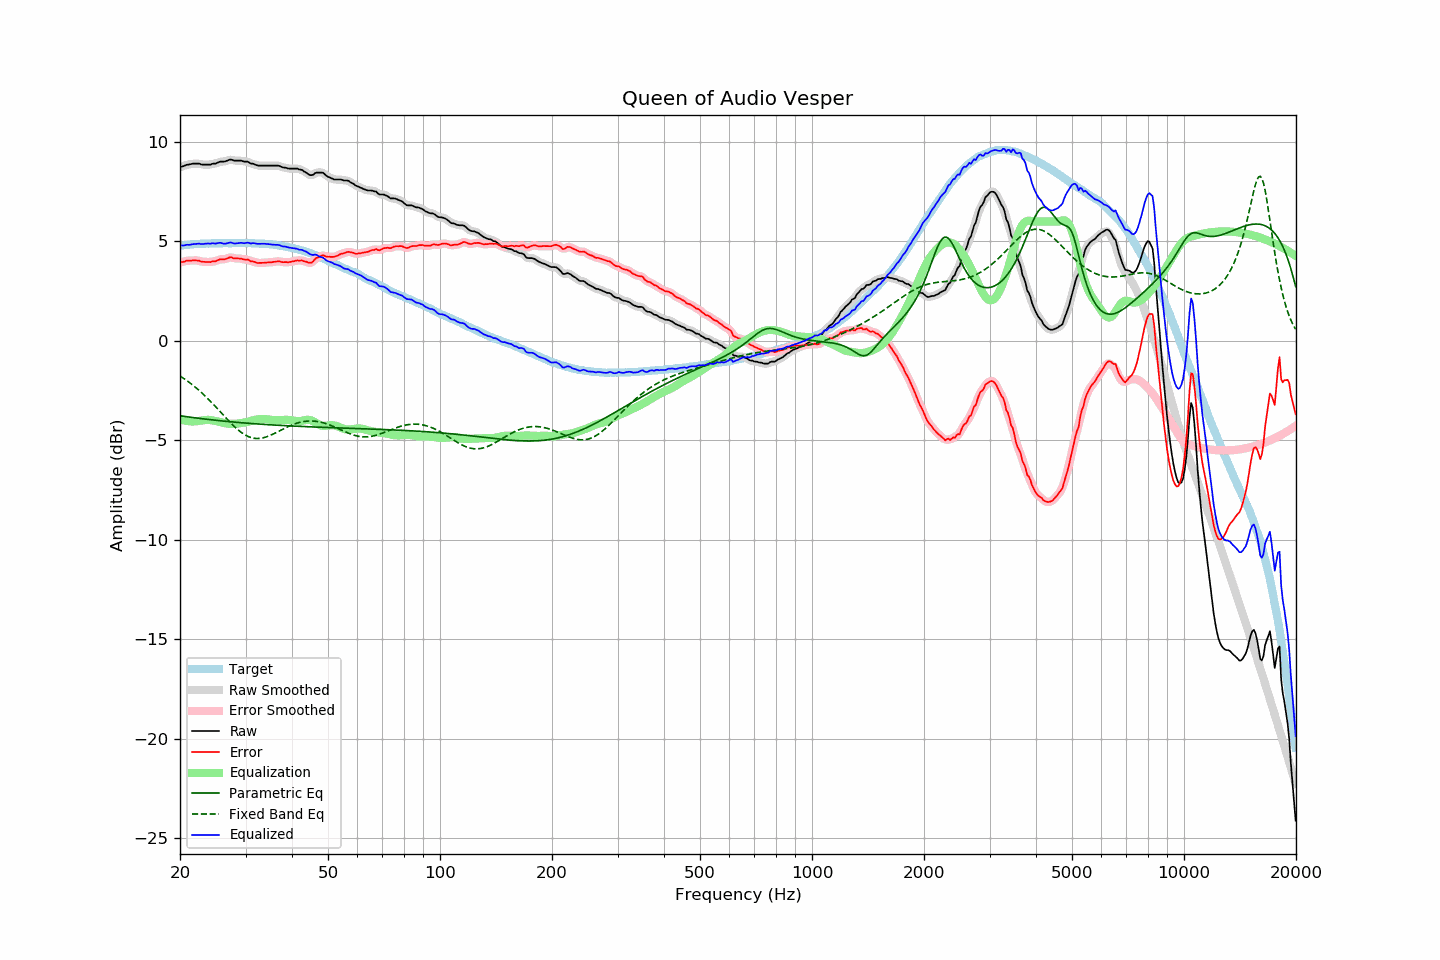 Queen of Audio Vesper
10
5
0
−5
−10
−15
−20
−25
Amplitude (dBr)
Target
Raw Smoothed
Error Smoothed
Raw
Error
Equalization
Parametric Eq
Fixed Band Eq
Equalized
20 50 100 200 500 1000 2000 5000 10000 20000
Frequency (Hz)